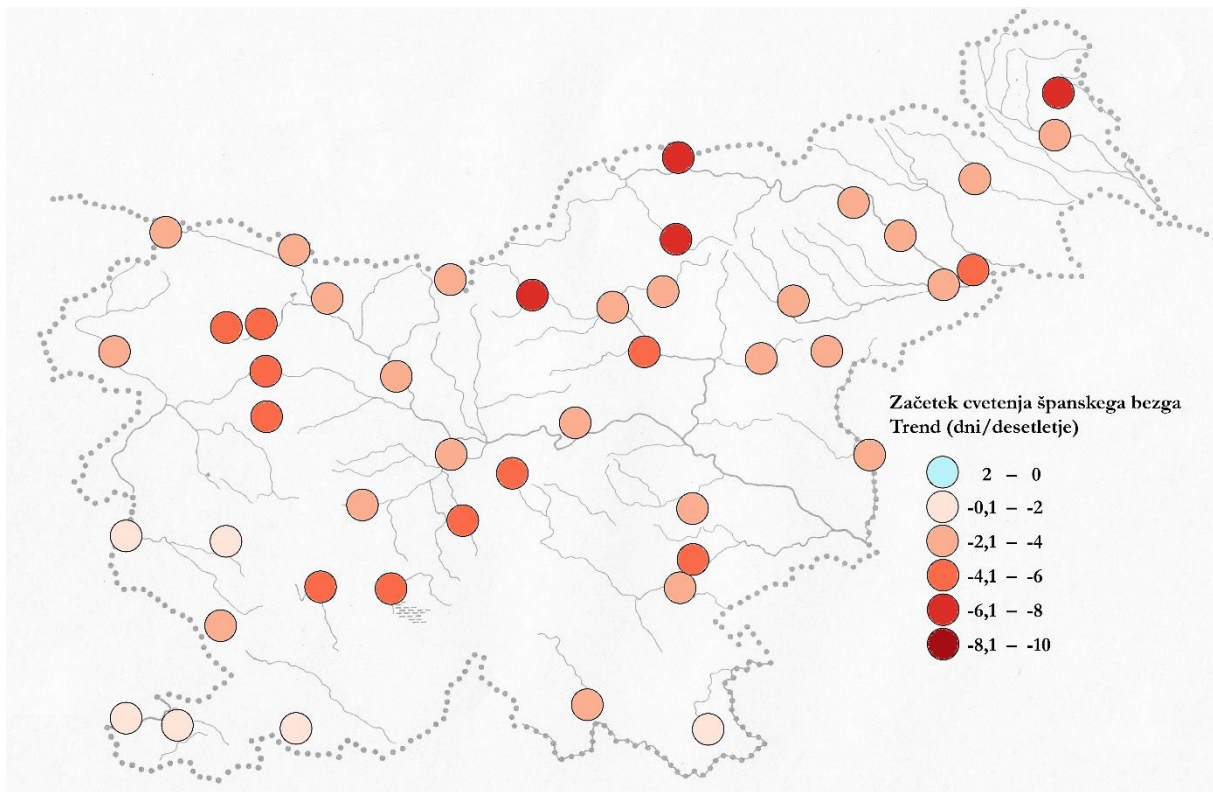 Začetek cvetenja španskega bezga
Trend (dni/desetletje)
2 – 0
-0,1 – -2
-2,1 – -4
-4,1 – -6
-6,1 – -8
-8,1 – -10